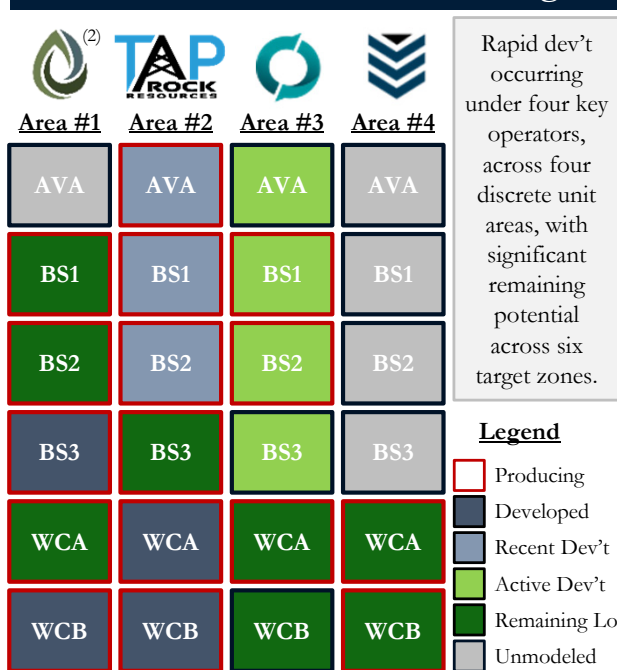 (2)
TAP
ROCK
RESOURCES
Area #1 Area #2 Area #3 Area #4
AVA AVA AVA AVA
BS1 BS1 BS1 BS1
BS2 BS2 BS2 BS2
BS3 BS3 BS3 BS3
WCA WCA WCA WCA
WCB WCB WCB WCB
Rapid dev't
occurring
under four key
operators,
across four
discrete unit
areas, with
significant
remaining
potential
across six
target zones.
Legend
Producing
Developed
Recent Dev't
Active Dev't
Remaining Lo
Unmodeled